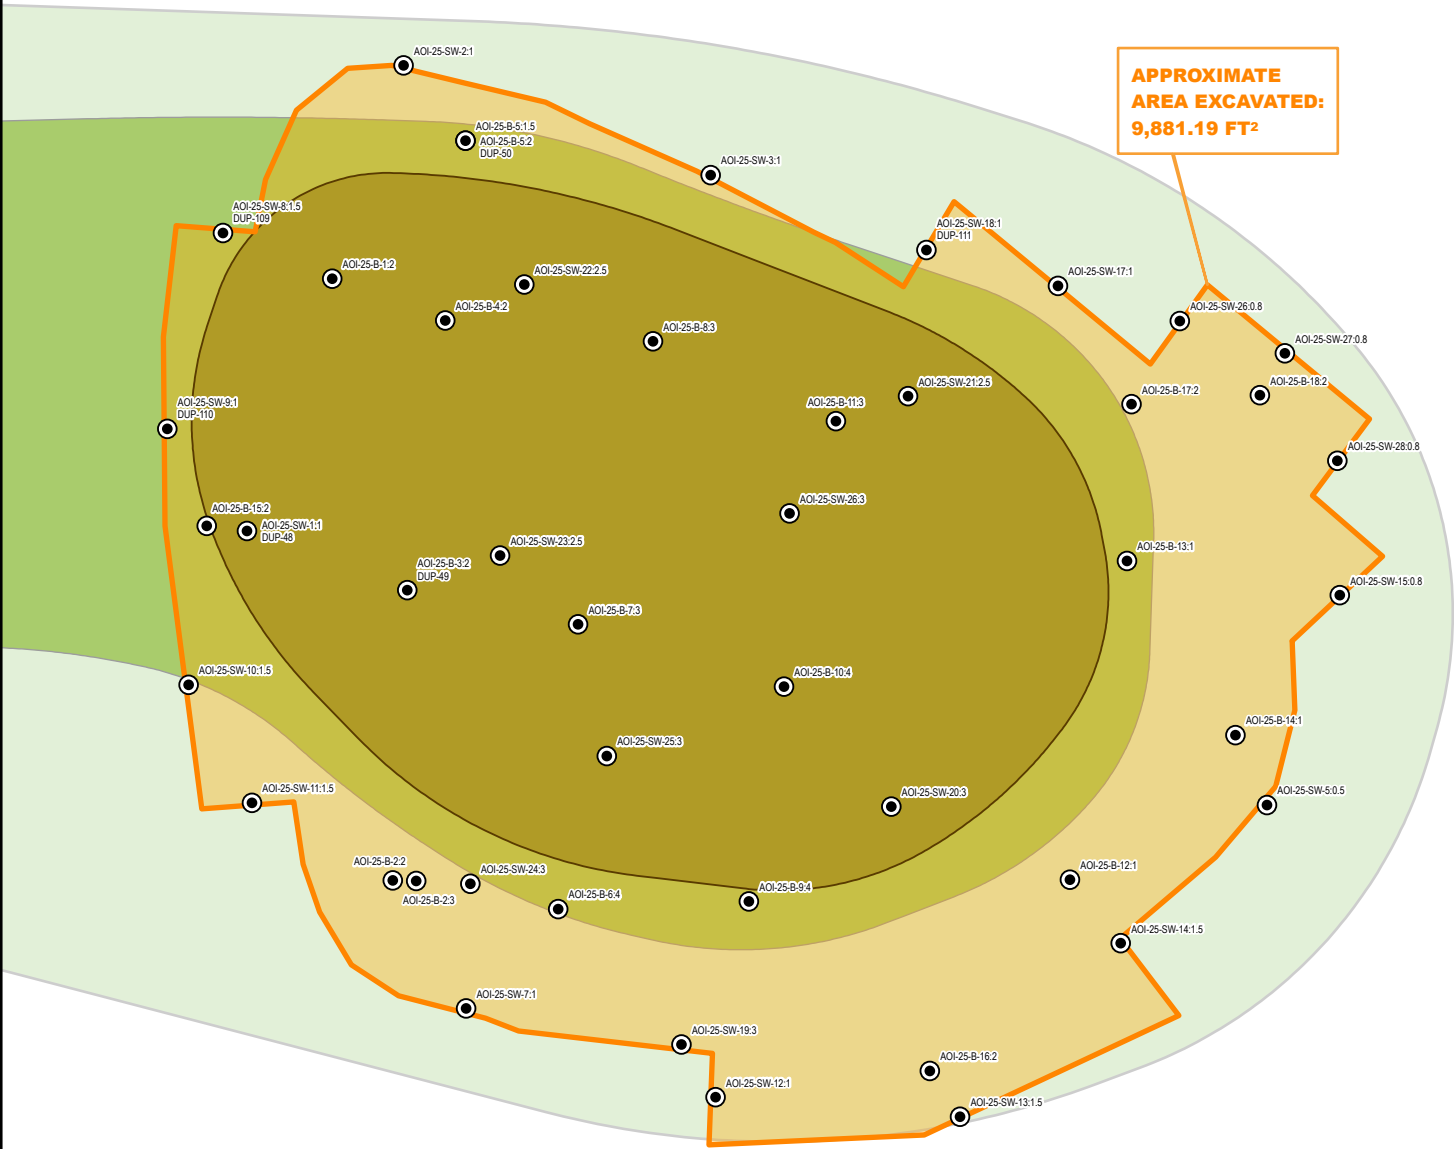 AOI-25-SW-2:1
APPROXIMATE
AREA EXCAVATED:
9,881.19 FT²
AOI-25-B-5:1.5
AOI-25-B-5:2
DUP-50
AOI-25-SW-3:1
AOI-25-SW-8:1.5
DUP-109
AOI-25-SW-18:1
DUP-111
AOI-25-B-1:2
AOI-25-SW-22:2.5
AOI-25-SW-17:1
AOI-25-B-4:2
AOI-25-SW-26:0.8
AOI-25-B-8:3
AOI-25-SW-27:0.8
AOI-25-SW-21:2.5
AOI-25-B-18:2
AOI-25-B-17:2
AOI-25-SW-9:1
DUP-110
AOI-25-B-11:3
AOI-25-SW-28:0.8
AOI-25-SW-26:3
AOI-25-B-15:2
AOI-25-SW-1:1
DUP-48
AOI-25-SW-23:2.5
AOI-25-B-13:1
AOI-25-B-3:2
DUP-49
AOI-25-SW-15:0.8
AOI-25-B-7:3
AOI-25-SW-10:1.5
AOI-25-B-10:4
AOI-25-B-14:1
AOI-25-SW-25:3
AOI-25-SW-11:1.5
AOI-25-SW-20:3
AOI-25-SW-5:0.5
AOI-25-B-2:2
AOI-25-SW-24:3
AOI-25-B-12:1
AOI-25-B-9:4
AOI-25-B-6:4
AOI-25-B-2:3
AOI-25-SW-14:1.5
AOI-25-SW-7:1
AOI-25-SW-19:3
AOI-25-B-16:2
AOI-25-SW-12:1
AOI-25-SW-13:1.5